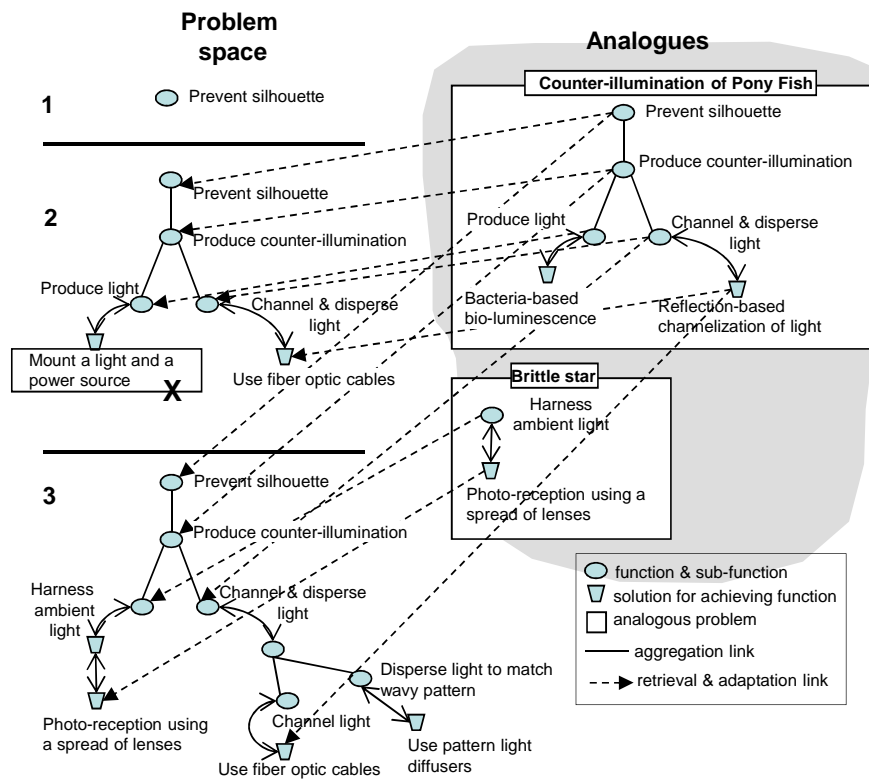 Problem
space
Analogues
1
Prevent silhouette
Counter-illumination of Pony Fish
Prevent silhouette
Produce counter-illumination
Produce light
Channel & disperse
light
Bacteria-based
bio-luminescence
Reflection-based
channelization of light
2
Prevent silhouette
Produce counter-illumination
Produce light
Channel & disperse
light
Mount a light and a
power source
X
Use fiber optic cables
Brittle star
Harness
ambient light
Photo-reception using a
spread of lenses
3
Prevent silhouette
Produce counter-illumination
Harness
ambient
light
Channel & disperse
light
Disperse light to match
wavy pattern
Channel light
Photo-reception using
a spread of lenses
Use fiber optic cables
Use pattern light
diffusers
function & sub-function
solution for achieving function
analogous problem
aggregation link
retrieval & adaptation link